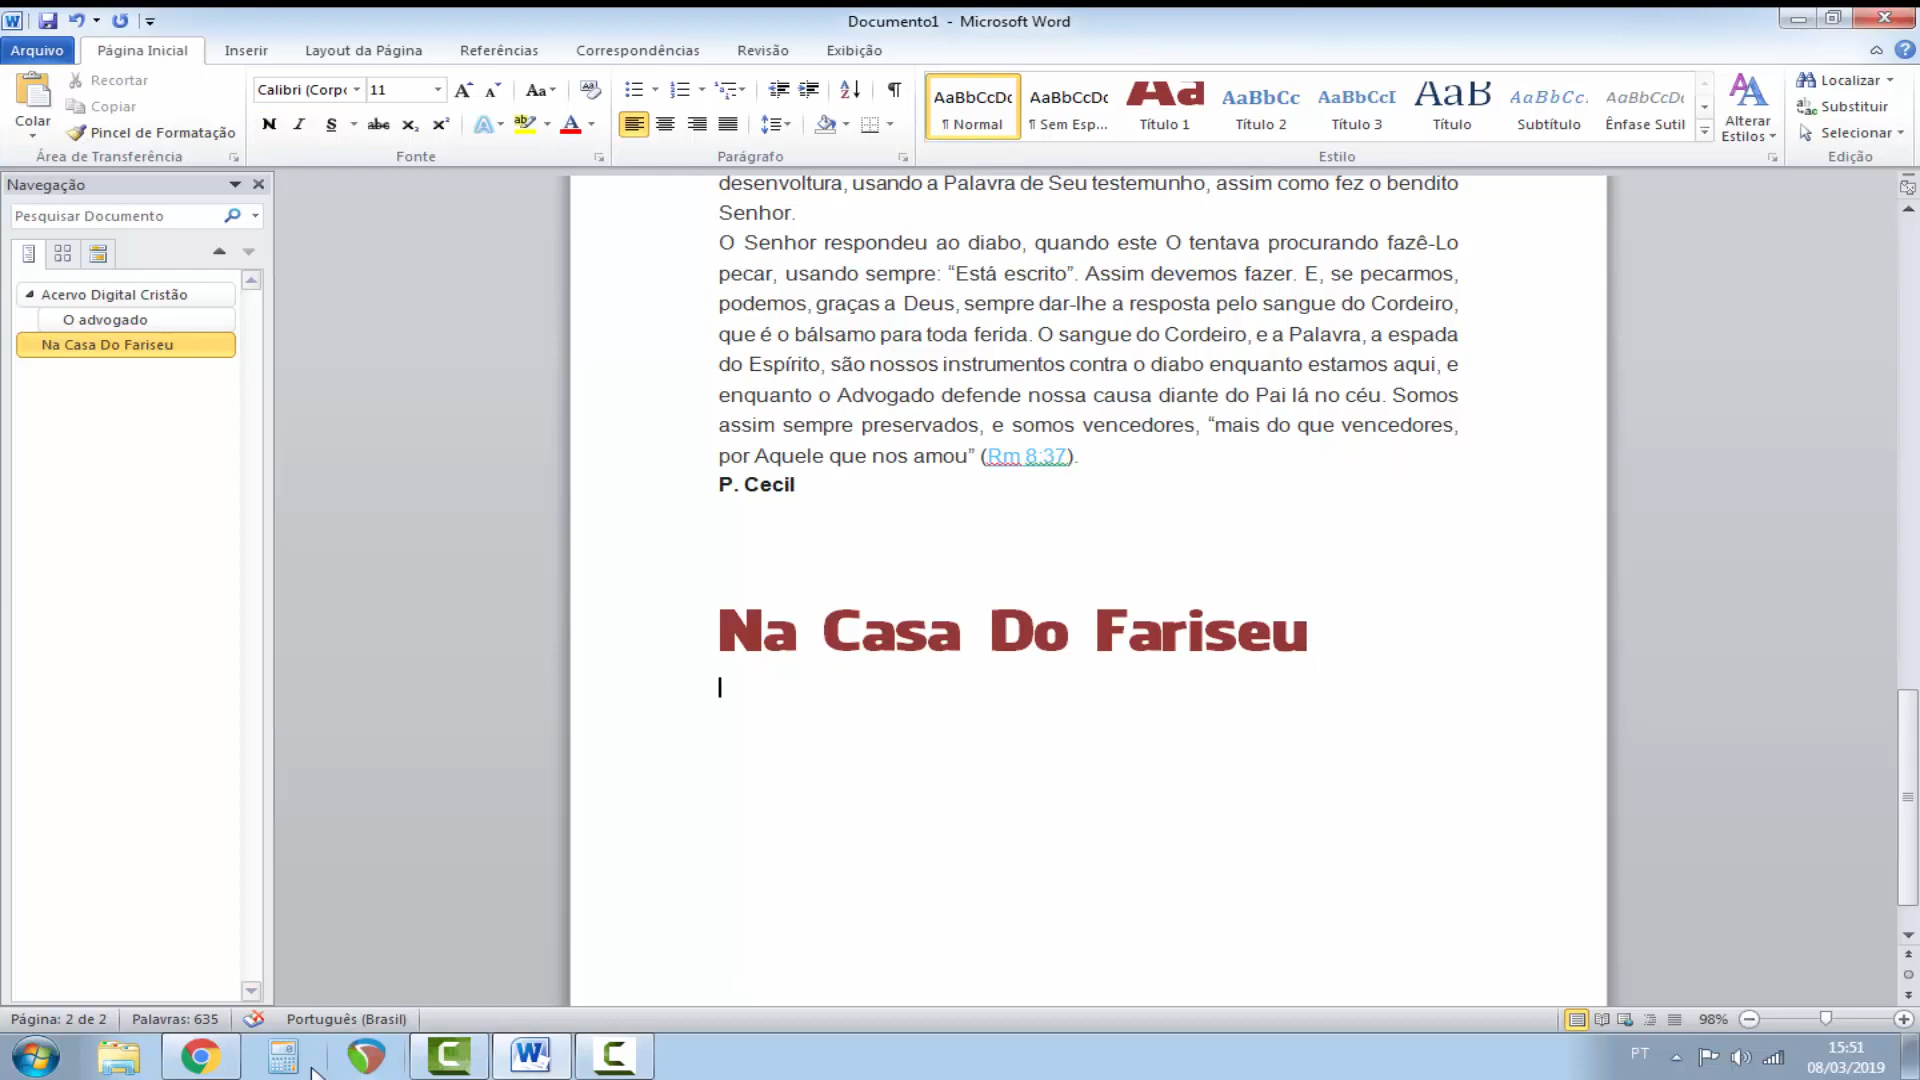 Documento1 - Microsoft Word
Arquivo Página Inicial Inserir Layout da Página Referências Correspondências Revisão Exibição
Colar
Recortar
Copiar
Pincel de Formatação
Área de Transferência
Calibri (Corpo 11
N I S abc x₂ x²
Fonte
Parágrafo
AaBbCcDc AaBbCcDc Aa AaBbCc AaBbCcI AaB AaBbCc. AaBbCcDc
¶ Normal ¶ Sem Esp... Título 1 Título 2 Título 3 Título Subtítulo Ênfase Sutil
Estilo
Alterar Estilos
Localizar
Substituir
Selecionar
Edição
Navegação
Pesquisar Documento
Acervo Digital Cristão
O advogado
Na Casa Do Fariseu
desenvoltura, usando a Palavra de Seu testemunho, assim como fez o bendito
Senhor.
O Senhor respondeu ao diabo, quando este O tentava procurando fazê-Lo
pecar, usando sempre: “Está escrito”. Assim devemos fazer. E, se pecarmos,
podemos, graças a Deus, sempre dar-lhe a resposta pelo sangue do Cordeiro,
que é o bálsamo para toda ferida. O sangue do Cordeiro, e a Palavra, a espada
do Espírito, são nossos instrumentos contra o diabo enquanto estamos aqui, e
enquanto o Advogado defende nossa causa diante do Pai lá no céu. Somos
assim sempre preservados, e somos vencedores, “mais do que vencedores,
por Aquele que nos amou” (Rm 8:37).
P. Cecil
Na Casa Do Fariseu
Página: 2 de 2 Palavras: 635 Português (Brasil) 98%
PT 15:51
08/03/2019